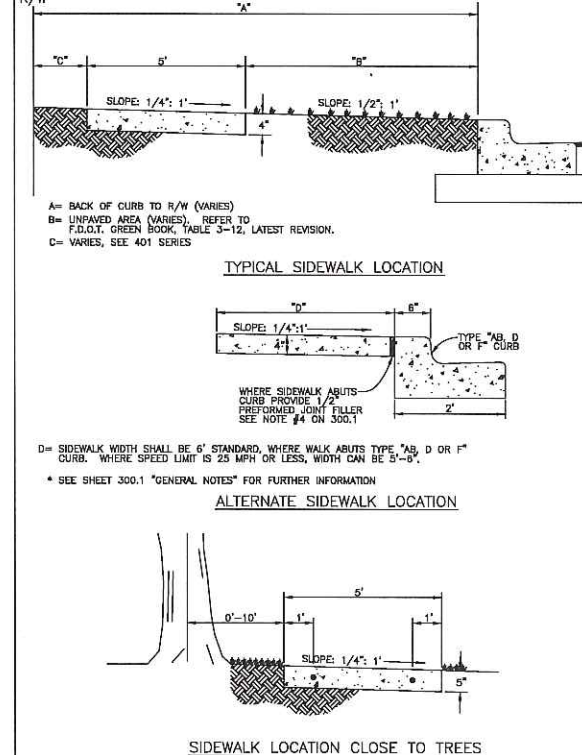 R/W
"A"
"C" 5' "B"
SLOPE: 1/4": 1' SLOPE: 1/2": 1'
4"
A= BACK OF CURB TO R/W (VARIES)
B= UNPAVED AREA (VARIES). REFER TO
F.D.O.T. GREEN BOOK, TABLE 3-12, LATEST REVISION.
C= VARIES, SEE 401 SERIES
TYPICAL SIDEWALK LOCATION
"D" 6"
SLOPE: 1/4":1'
4"
TYPE "AB, D
OR F" CURB
WHERE SIDEWALK ABUTS
CURB PROVIDE 1/2"
PREFORMED JOINT FILLER
SEE NOTE #4 ON 300.1
2'
D= SIDEWALK WIDTH SHALL BE 6' STANDARD, WHERE WALK ABUTS TYPE "AB, D OR F"
CURB. WHERE SPEED LIMIT IS 25 MPH OR LESS, WIDTH CAN BE 5'-6".
* SEE SHEET 300.1 "GENERAL NOTES" FOR FURTHER INFORMATION
ALTERNATE SIDEWALK LOCATION
5'
0'-10' 1' 1'
SLOPE: 1/4": 1'
5"
SIDEWALK LOCATION CLOSE TO TREES